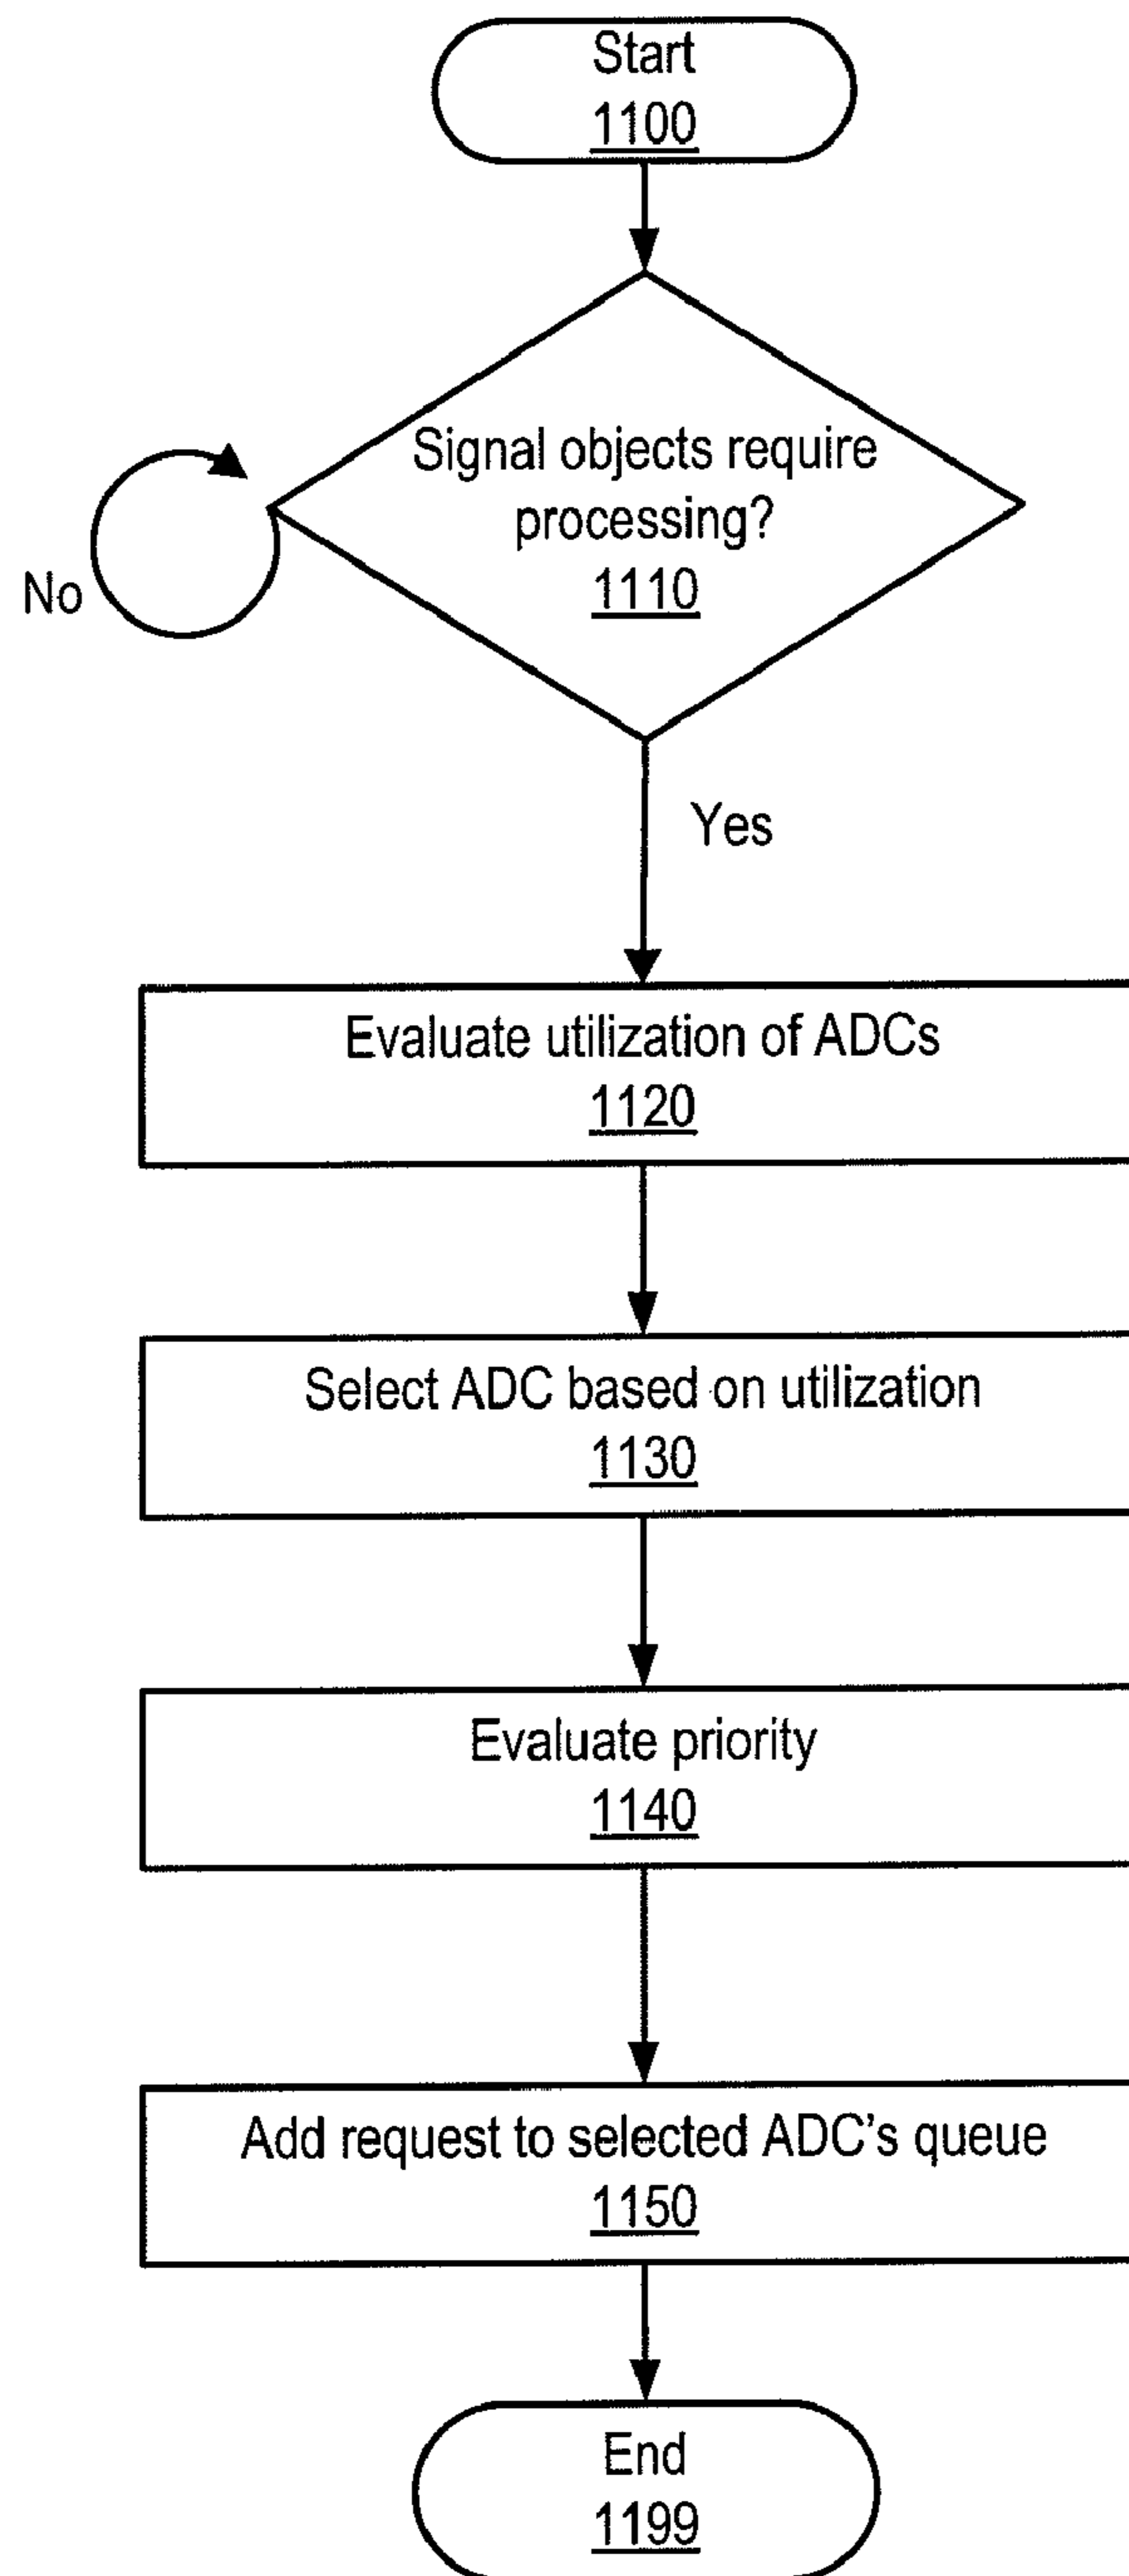 Start
1100
Signal objects require
processing?
1110
No
Yes
Evaluate utilization of ADCs
1120
Select ADC based on utilization
1130
Evaluate priority
1140
Add request to selected ADC's queue
1150
End
1199